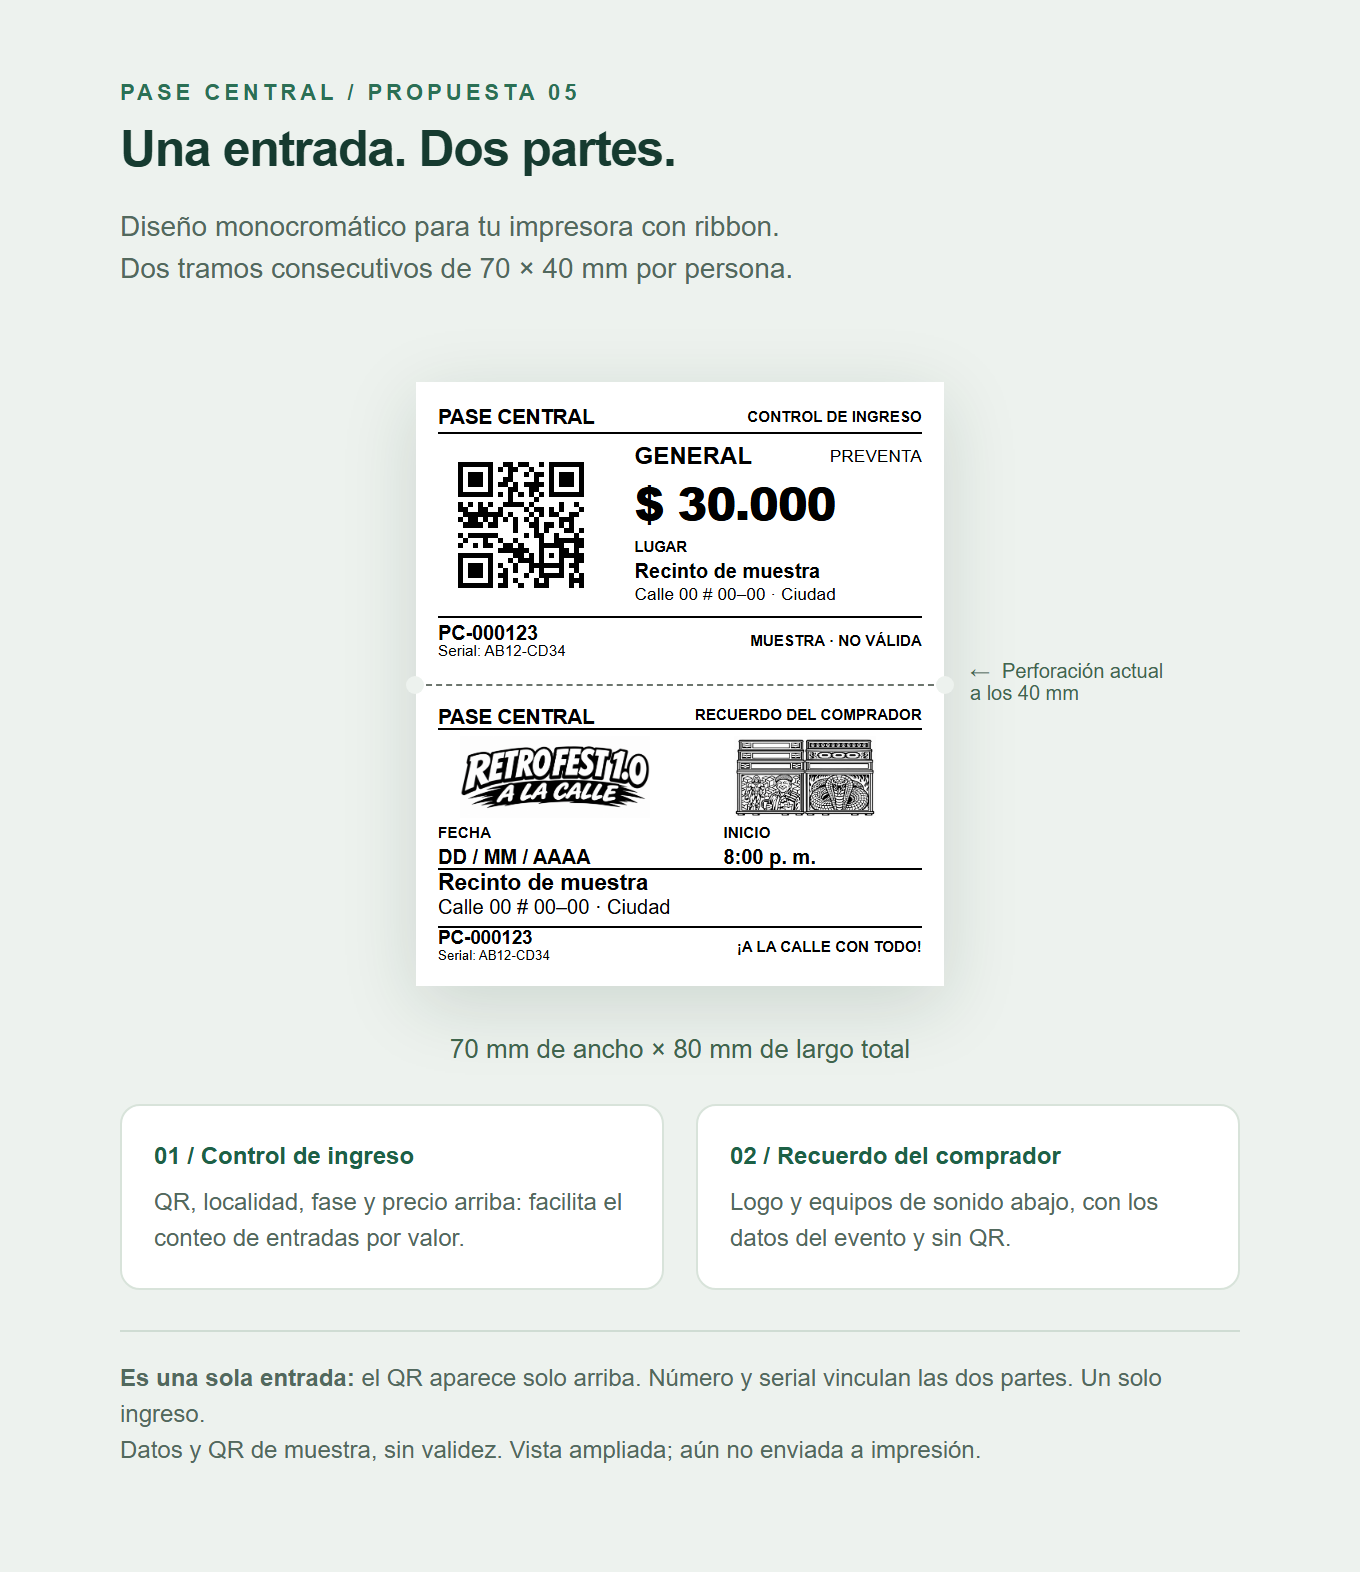 PASE CENTRAL / PROPUESTA 05
Una entrada. Dos partes.
Diseño monocromático para tu impresora con ribbon.
Dos tramos consecutivos de 70 × 40 mm por persona.
PASE CENTRAL
CONTROL DE INGRESO
GENERAL
PREVENTA
$ 30.000
LUGAR
Recinto de muestra
Calle 00 # 00–00 · Ciudad
PC-000123
Serial: AB12-CD34
MUESTRA · NO VÁLIDA
← Perforación actual
a los 40 mm
PASE CENTRAL
RECUERDO DEL COMPRADOR
RETROFEST 1.0
A LA CALLE
FECHA
DD / MM / AAAA
INICIO
8:00 p. m.
Recinto de muestra
Calle 00 # 00–00 · Ciudad
PC-000123
Serial: AB12-CD34
¡A LA CALLE CON TODO!
70 mm de ancho × 80 mm de largo total
01 / Control de ingreso
QR, localidad, fase y precio arriba: facilita el
conteo de entradas por valor.
02 / Recuerdo del comprador
Logo y equipos de sonido abajo, con los
datos del evento y sin QR.
Es una sola entrada: el QR aparece solo arriba. Número y serial vinculan las dos partes. Un solo
ingreso.
Datos y QR de muestra, sin validez. Vista ampliada; aún no enviada a impresión.